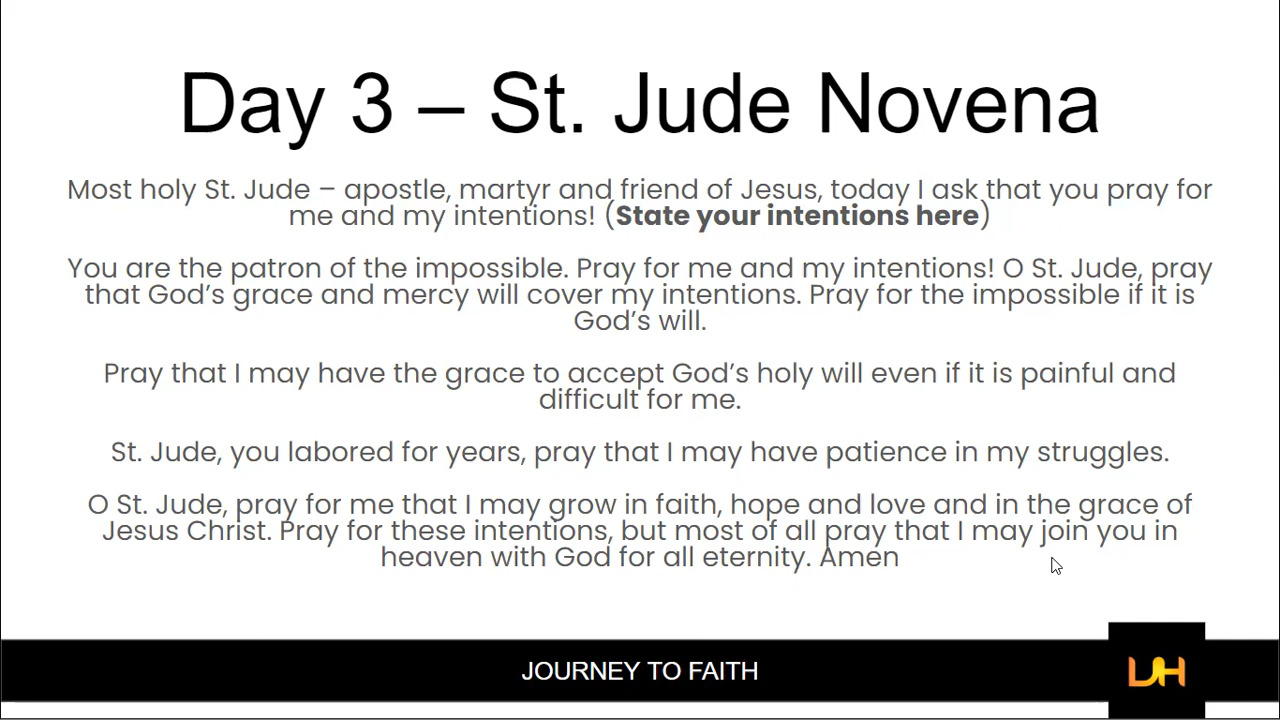 Day 3 – St. Jude Novena
Most holy St. Jude – apostle, martyr and friend of Jesus, today I ask that you pray for
me and my intentions! (State your intentions here)
You are the patron of the impossible. Pray for me and my intentions! O St. Jude, pray
that God’s grace and mercy will cover my intentions. Pray for the impossible if it is
God’s will.
Pray that I may have the grace to accept God’s holy will even if it is painful and
difficult for me.
St. Jude, you labored for years, pray that I may have patience in my struggles.
O St. Jude, pray for me that I may grow in faith, hope and love and in the grace of
Jesus Christ. Pray for these intentions, but most of all pray that I may join you in
heaven with God for all eternity. Amen
JOURNEY TO FAITH